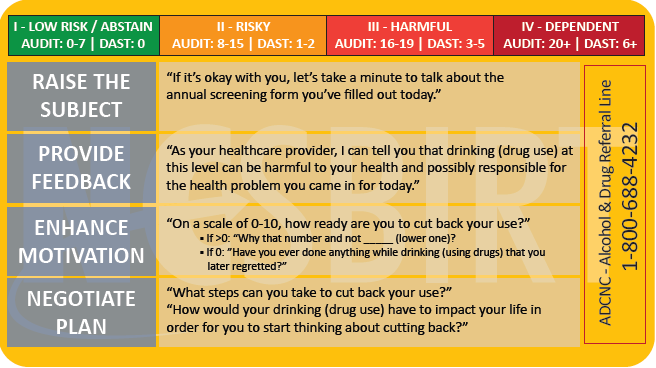 I - LOW RISK / ABSTAIN
AUDIT: 0-7 | DAST: 0
II - RISKY
AUDIT: 8-15 | DAST: 1-2
III - HARMFUL
AUDIT: 16-19 | DAST: 3-5
IV - DEPENDENT
AUDIT: 20+ | DAST: 6+
RAISE THE
SUBJECT
“If it’s okay with you, let’s take a minute to talk about the
annual screening form you’ve filled out today.”
PROVIDE
FEEDBACK
“As your healthcare provider, I can tell you that drinking (drug use) at
this level can be harmful to your health and possibly responsible for
the health problem you came in for today.”
ENHANCE
MOTIVATION
“On a scale of 0-10, how ready are you to cut back your use?”
▪ If >0: “Why that number and not _____ (lower one)?
▪ If 0: “Have you ever done anything while drinking (using drugs) that you
later regretted?”
NEGOTIATE
PLAN
“What steps can you take to cut back your use?”
“How would your drinking (drug use) have to impact your life in
order for you to start thinking about cutting back?”
ADCNC - Alcohol & Drug Referral Line
1-800-688-4232
NCSBIRT